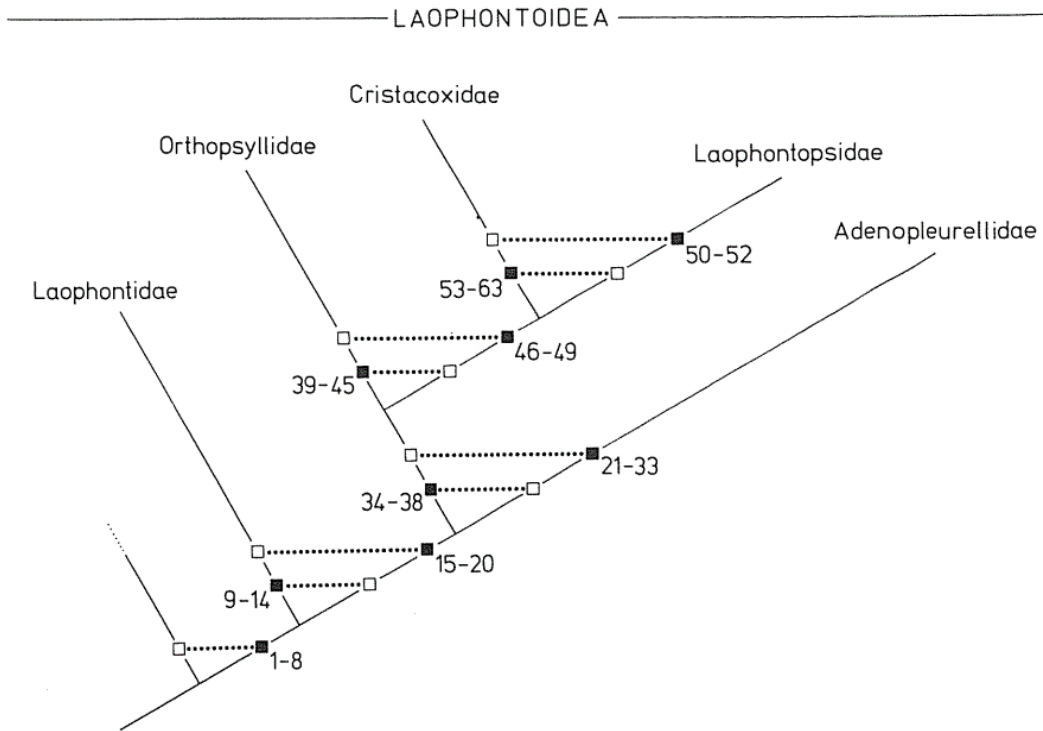 LAOPHONTOIDEA
Cristacoxidae
Orthopsyllidae
Laophontopsidae
Adenopleurellidae
50-52
53-63
Laophontidae
46-49
39-45
21-33
34-38
15-20
9-14
1-8